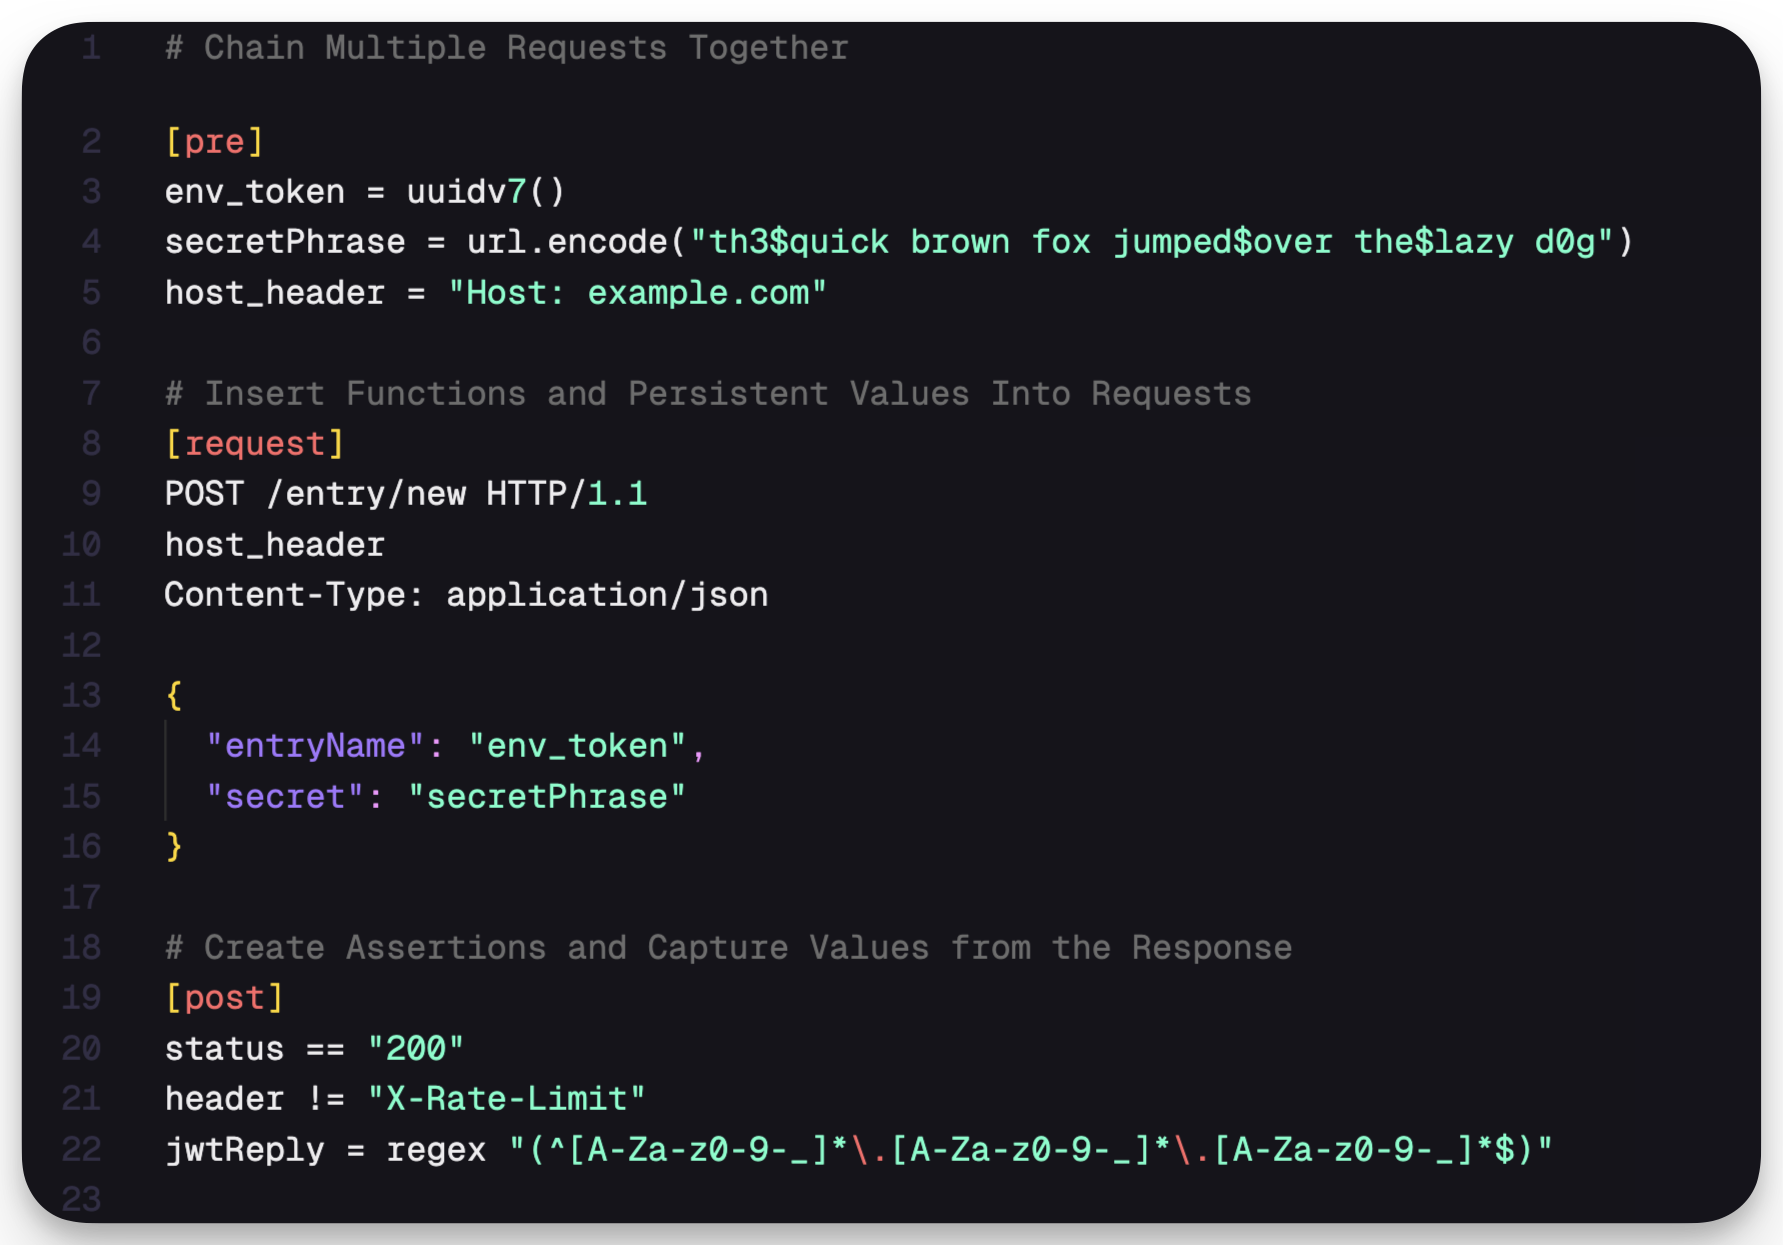 1 # Chain Multiple Requests Together
2 [pre]
3 env_token = uuidv7()
4 secretPhrase = url.encode("th3$quick brown fox jumped$over the$lazy d0g")
5 host_header = "Host: example.com"
6
7 # Insert Functions and Persistent Values Into Requests
8 [request]
9 POST /entry/new HTTP/1.1
10 host_header
11 Content-Type: application/json
12
13 {
14 "entryName": "env_token",
15 "secret": "secretPhrase"
16 }
17
18 # Create Assertions and Capture Values from the Response
19 [post]
20 status == "200"
21 header != "X-Rate-Limit"
22 jwtReply = regex "(^[A-Za-z0-9-_]*\.[A-Za-z0-9-_]*\.[A-Za-z0-9-_]*$)"
23